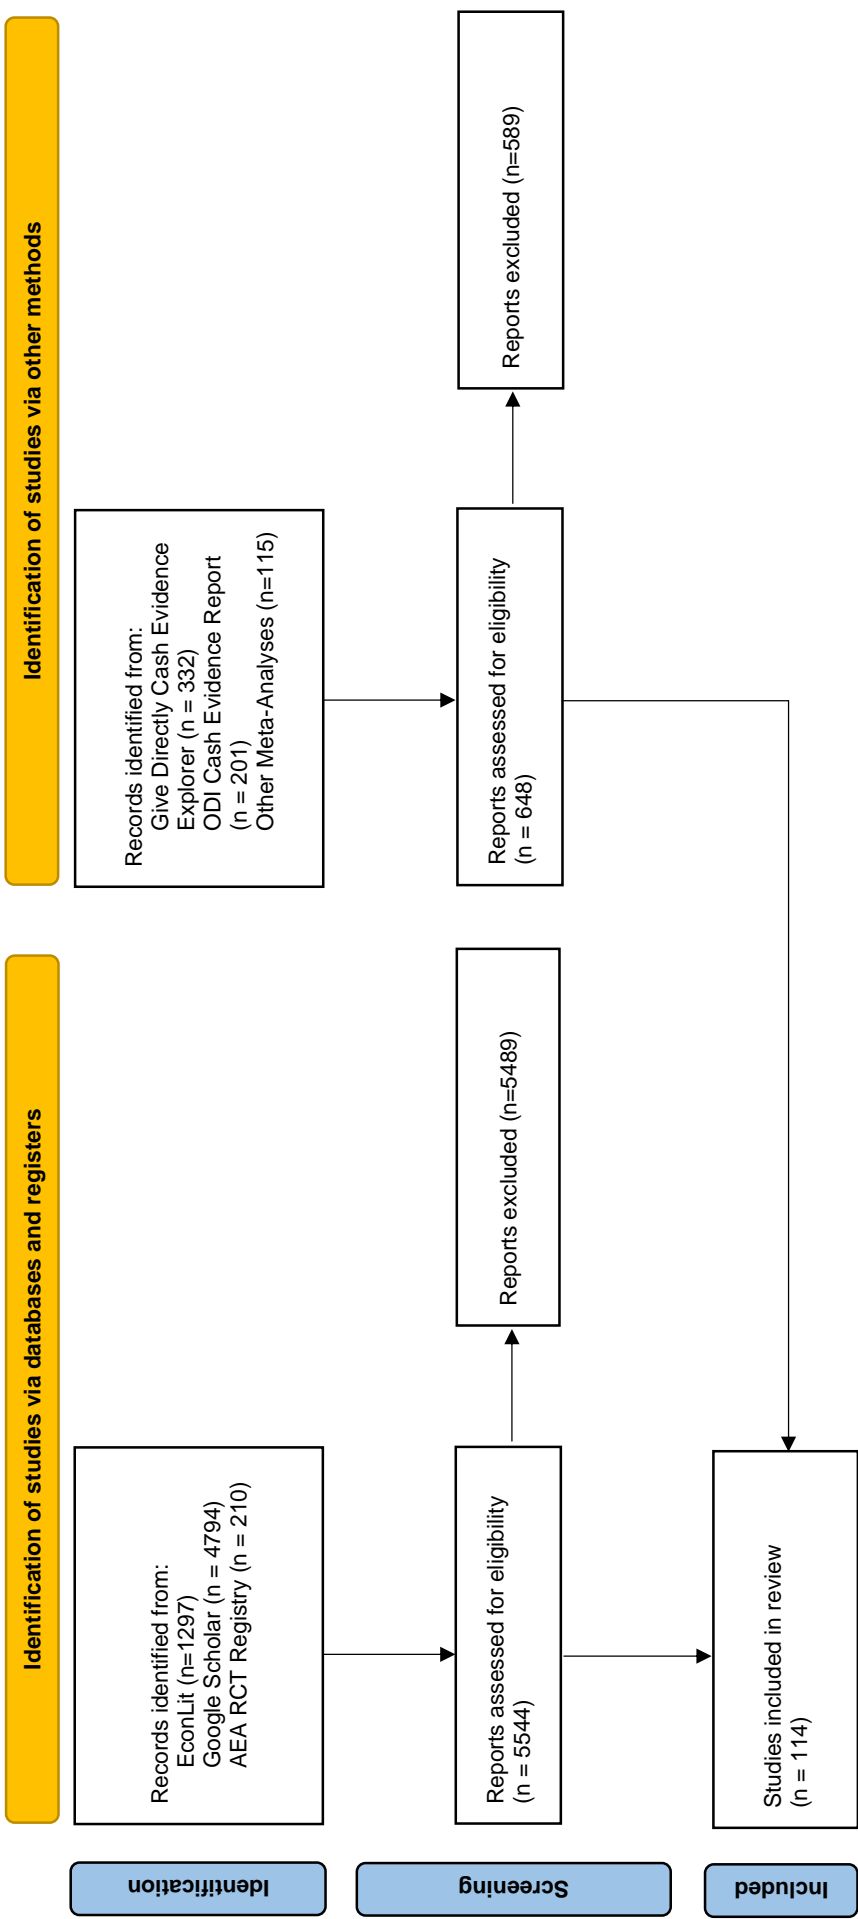 Identification of studies via databases and registers
Identification of studies via other methods
Identification
Records identified from:
EconLit (n=1297)
Google Scholar (n = 4794)
AEA RCT Registry (n = 210)
Records identified from:
Give Directly Cash Evidence
Explorer (n = 332)
ODI Cash Evidence Report
(n = 201)
Other Meta-Analyses (n=115)
Screening
Reports assessed for eligibility
(n = 5544)
Reports excluded (n=5489)
Reports assessed for eligibility
(n = 648)
Reports excluded (n=589)
Included
Studies included in review
(n = 114)